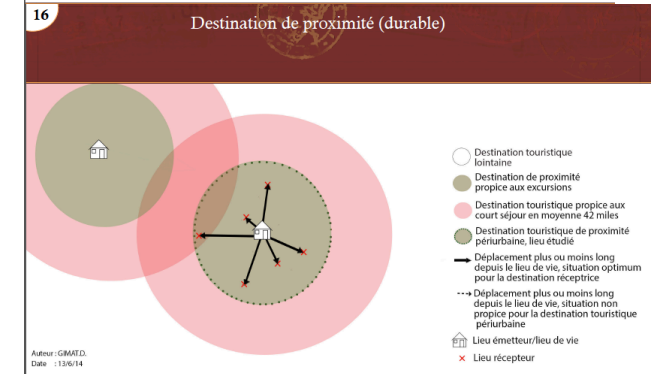 16
Destination de proximité (durable)
Destination touristique
lointaine
Destination de proximité
propice aux excursions
Destination touristique propice aux
court séjour en moyenne 42 miles
Destination touristique de proximité
périurbaine, lieu étudié
Déplacement plus ou moins long
depuis le lieu de vie, situation optimum
pour la destination réceptrice
Déplacement plus ou moins long
depuis le lieu de vie, situation non
propice pour la destination touristique
périurbaine
Lieu émetteur/lieu de vie
Lieu récepteur
Auteur : GIMAT.D.
Date : 13/6/14